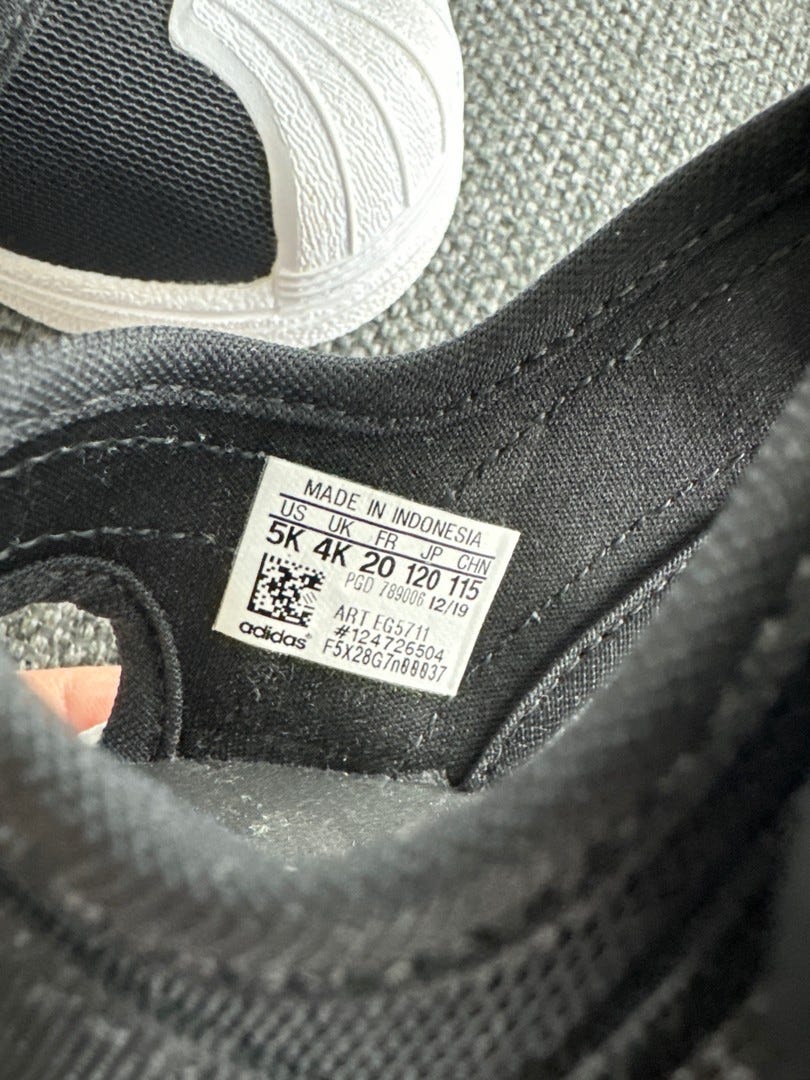 MADE IN INDONESIA
US UK FR JP CHN
5K 4K 20 120 115
PGD 789006 12/19
ART EG5711
#124726504
adidas